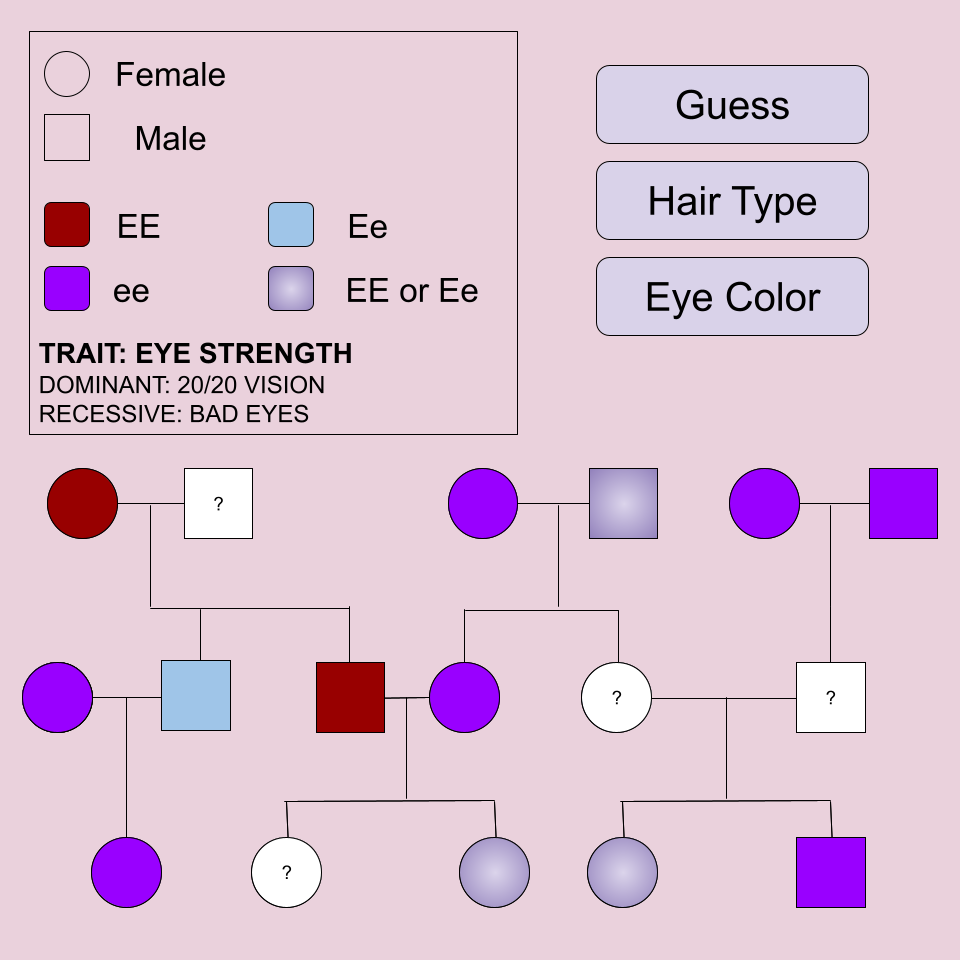 Female
Male
EE
Ee
ee
EE or Ee
TRAIT: EYE STRENGTH
DOMINANT: 20/20 VISION
RECESSIVE: BAD EYES
Guess
Hair Type
Eye Color
?
?
?
?